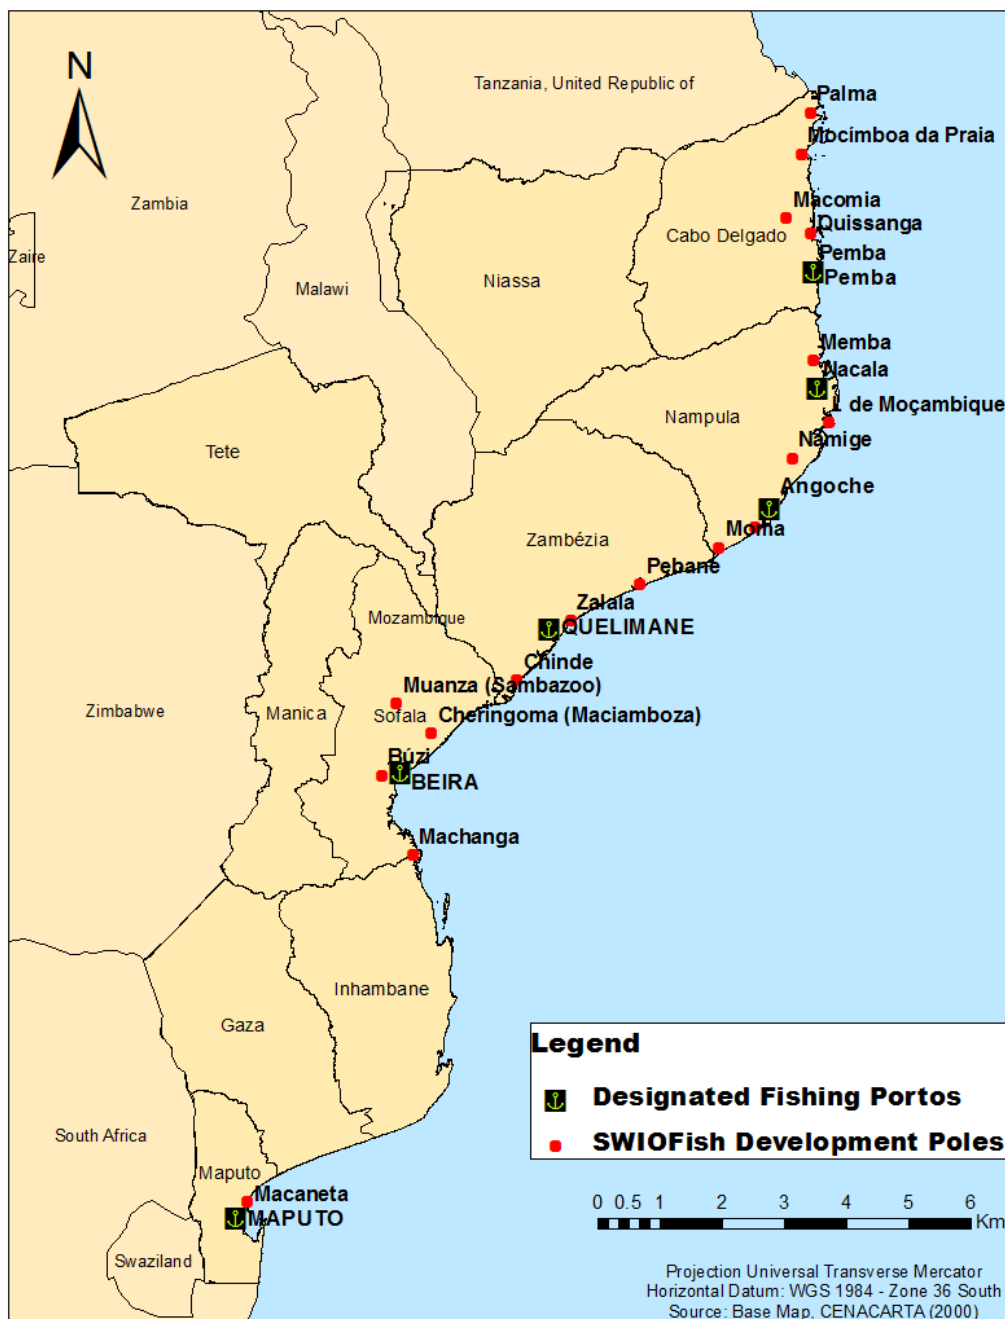 N
Tanzania, United Republic of
Palma
Mocímboa da Praia
Zambia
Macomia
Quissanga
Cabo Delgado
Zaire
Pemba
Pemba
Niassa
Malawi
Memba
Nacala
I de Moçambique
Nampula
Namige
Tete
Angoche
Moma
Zambézia
Pebane
Zalala
Mozambique
QUELIMANE
Chinde
Muanza (Sambazoo)
Zimbabwe
Manica
Sofala
Cheringoma (Maciamboza)
Búzi
BEIRA
Machanga
Inhambane
Gaza
Legend
Designated Fishing Portos
SWIOFish Development Poles
South Africa
Maputo
Macaneta
MAPUTO
0 0.5 1 2 3 4 5 6
Km
Swaziland
Projection Universal Transverse Mercator
Horizontal Datum: WGS 1984 - Zone 36 South
Source: Base Map, CENACARTA (2000)